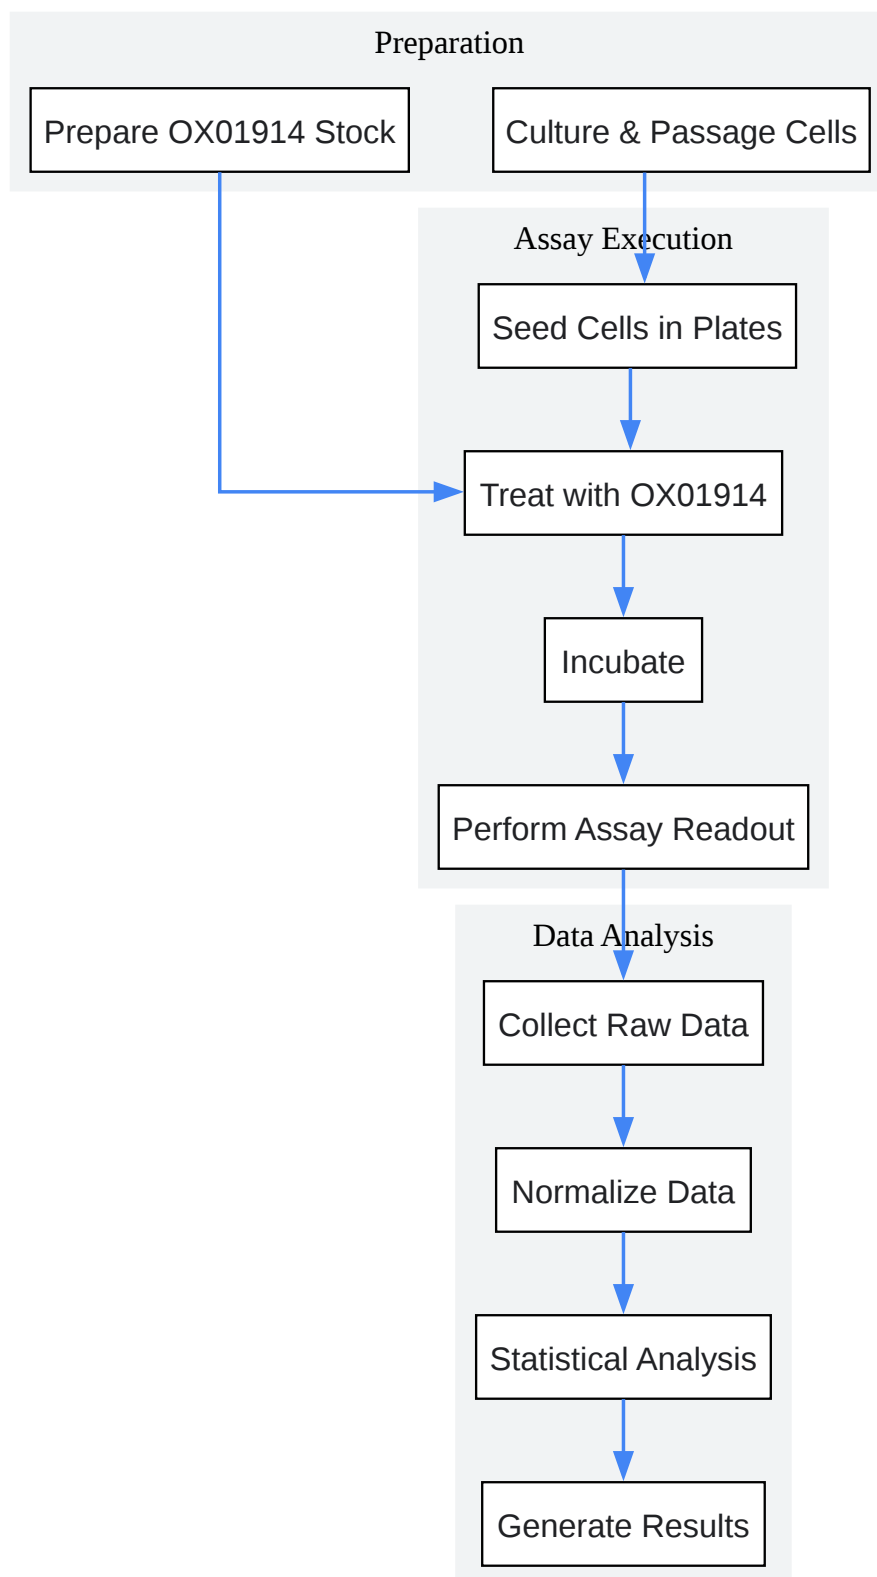 Preparation
Prepare OX01914 Stock
Culture & Passage Cells
Assay Execution
Seed Cells in Plates
Treat with OX01914
Incubate
Perform Assay Readout
Data Analysis
Collect Raw Data
Normalize Data
Statistical Analysis
Generate Results